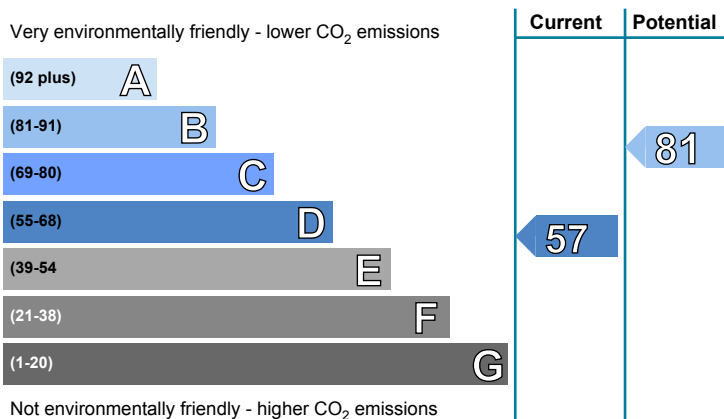 Current Potential
Very environmentally friendly - lower CO2 emissions
(92 plus) A
(81-91) B
81
(69-80) C
(55-68) D
57
(39-54 E
(21-38) F
(1-20) G
Not environmentally friendly - higher CO2 emissions